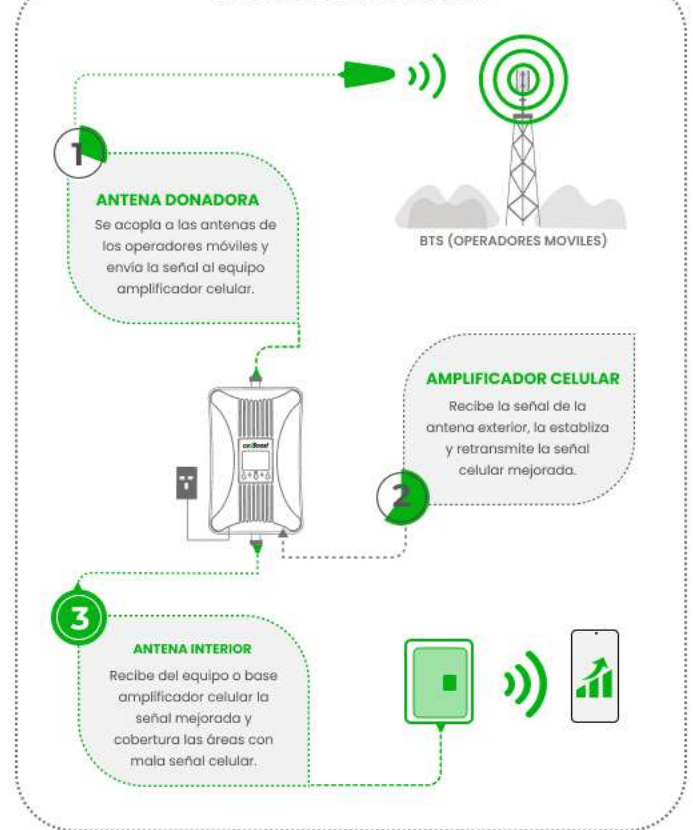 1
ANTENA DONADORA
Se acopla a las antenas de
los operadores móviles y
envía la señal al equipo
amplificador celular.
BTS (OPERADORES MOVILES)
AMPLIFICADOR CELULAR
Recibe la señal de la
antena exterior, la establiza
y retransmite la señal
celular mejorada.
2
3
ANTENA INTERIOR
Recibe del equipo o base
amplificador celular la
señal mejorada y
cobertura las áreas con
mala señal celular.